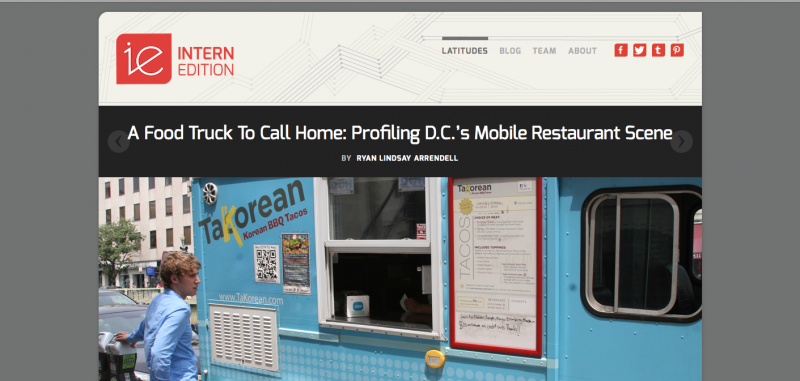 ie
INTERN
EDITION
LATITUDES BLOG TEAM ABOUT
A Food Truck To Call Home: Profiling D.C.'s Mobile Restaurant Scene
BY RYAN LINDSAY ARRENDELL
TaKorean
Korean BBQ Tacos
www.TaKorean.com
TaKorean
TACOS